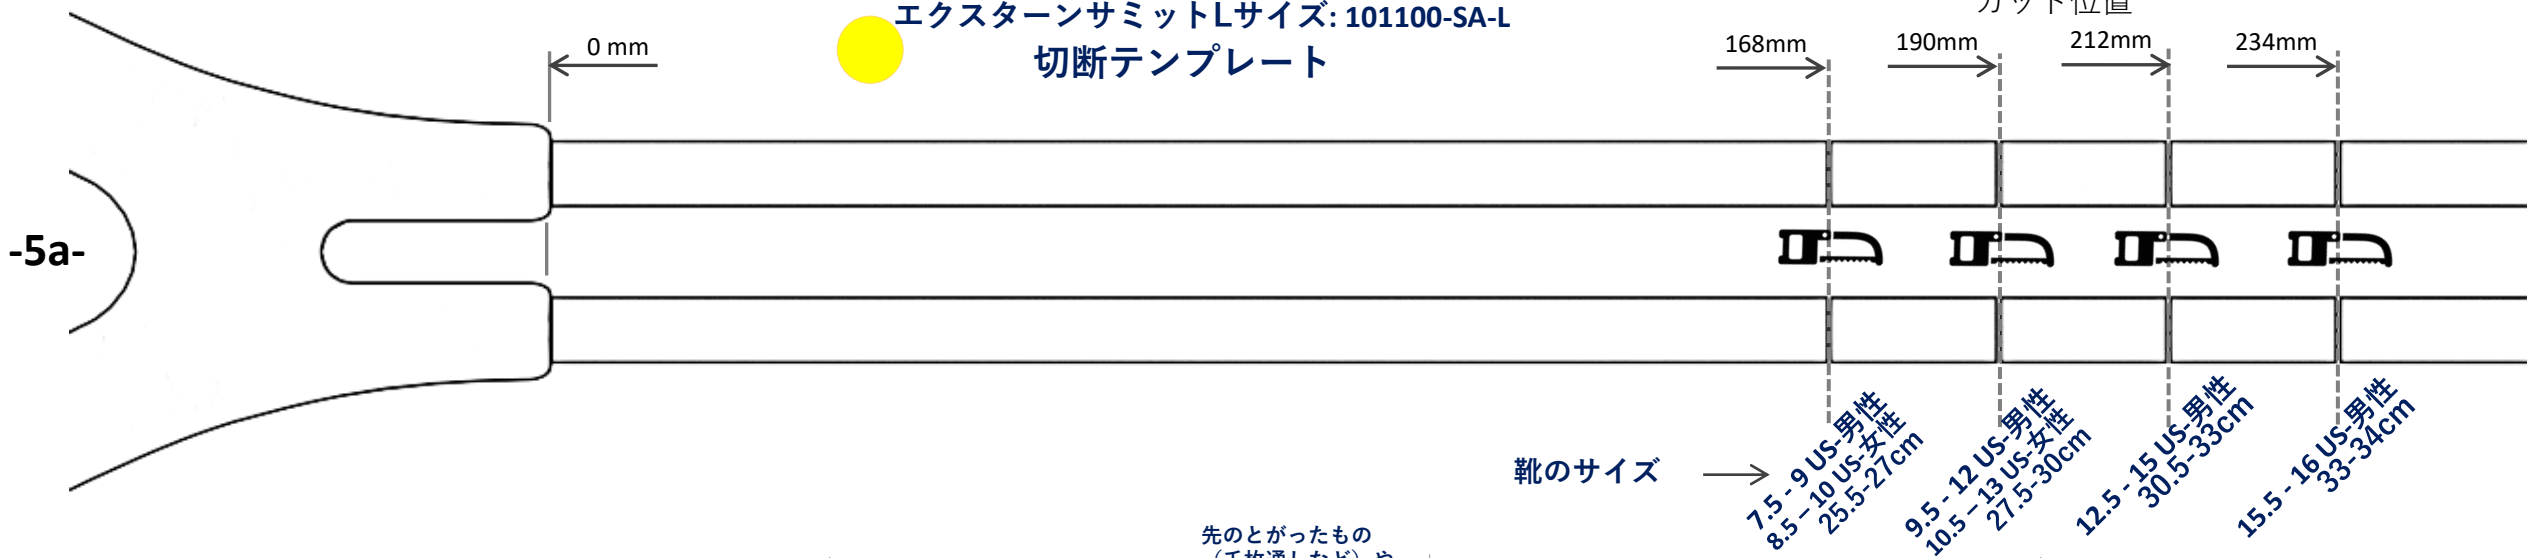 エクスターンサミットLサイズ: 101100-SA-L
切断テンプレート
カット位置
0 mm
168mm
190mm
212mm
234mm
-5a-
靴のサイズ
7.5 - 9 US-男性
8.5 – 10 US-女性
25.5-27cm
9.5 - 12 US-男性
10.5 – 13 US-女性
27.5-30cm
12.5 - 15 US-男性
30.5-33cm
15.5 - 16 US-男性
33-34cm
先のとがったもの